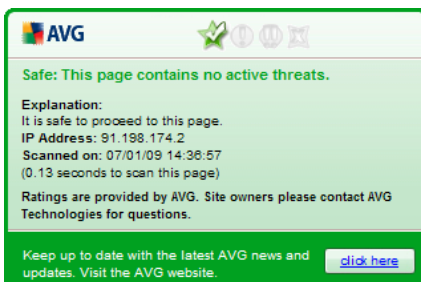 AVG
Safe: This page contains no active threats.
Explanation:
It is safe to proceed to this page.
IP Address: 91.198.174.2
Scanned on: 07/01/09 14:36:57
(0.13 seconds to scan this page)
Ratings are provided by AVG. Site owners please contact AVG
Technologies for questions.
Keep up to date with the latest AVG news and
updates. Visit the AVG website.
click here